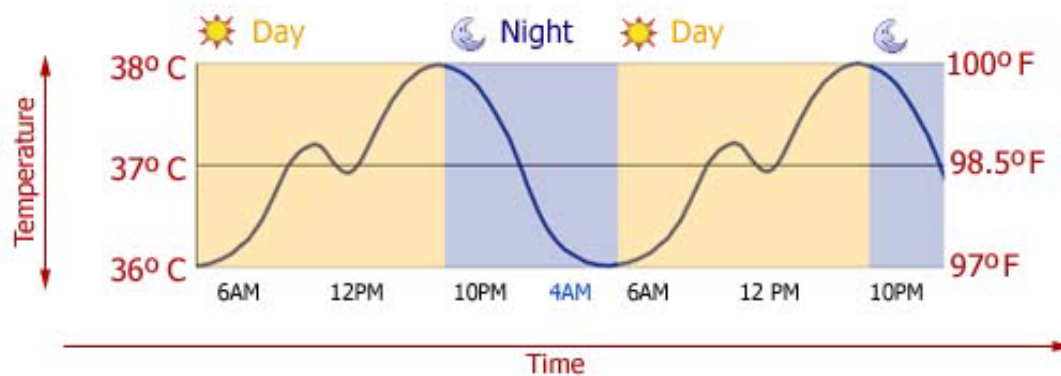 Day Night Day
38º C 100º F
Temperature
37º C 98.5ºF
36º C 97º F
6AM 12PM 10PM 4AM 6AM 12 PM 10PM
Time